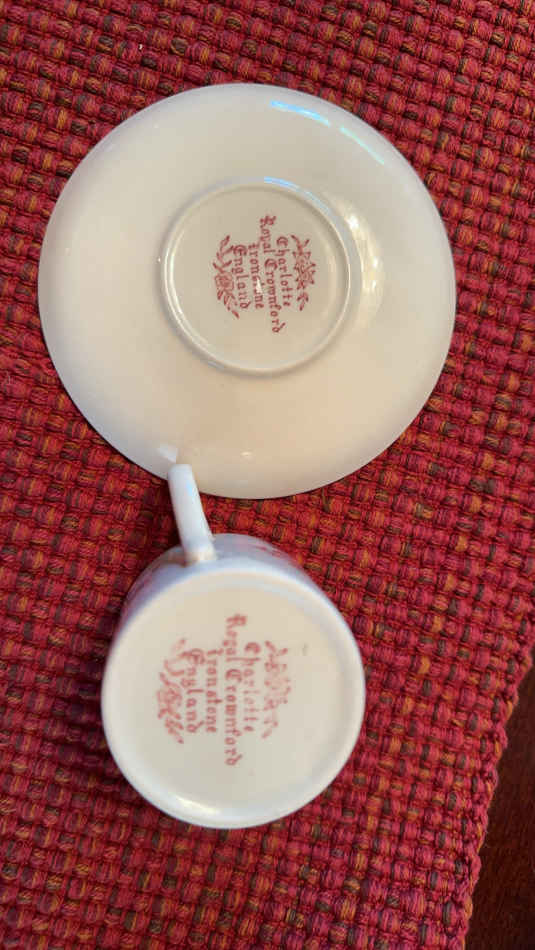 Charlotte
Royal Crownford
Ironstone
England
Charlotte
Royal Crownford
Ironstone
England